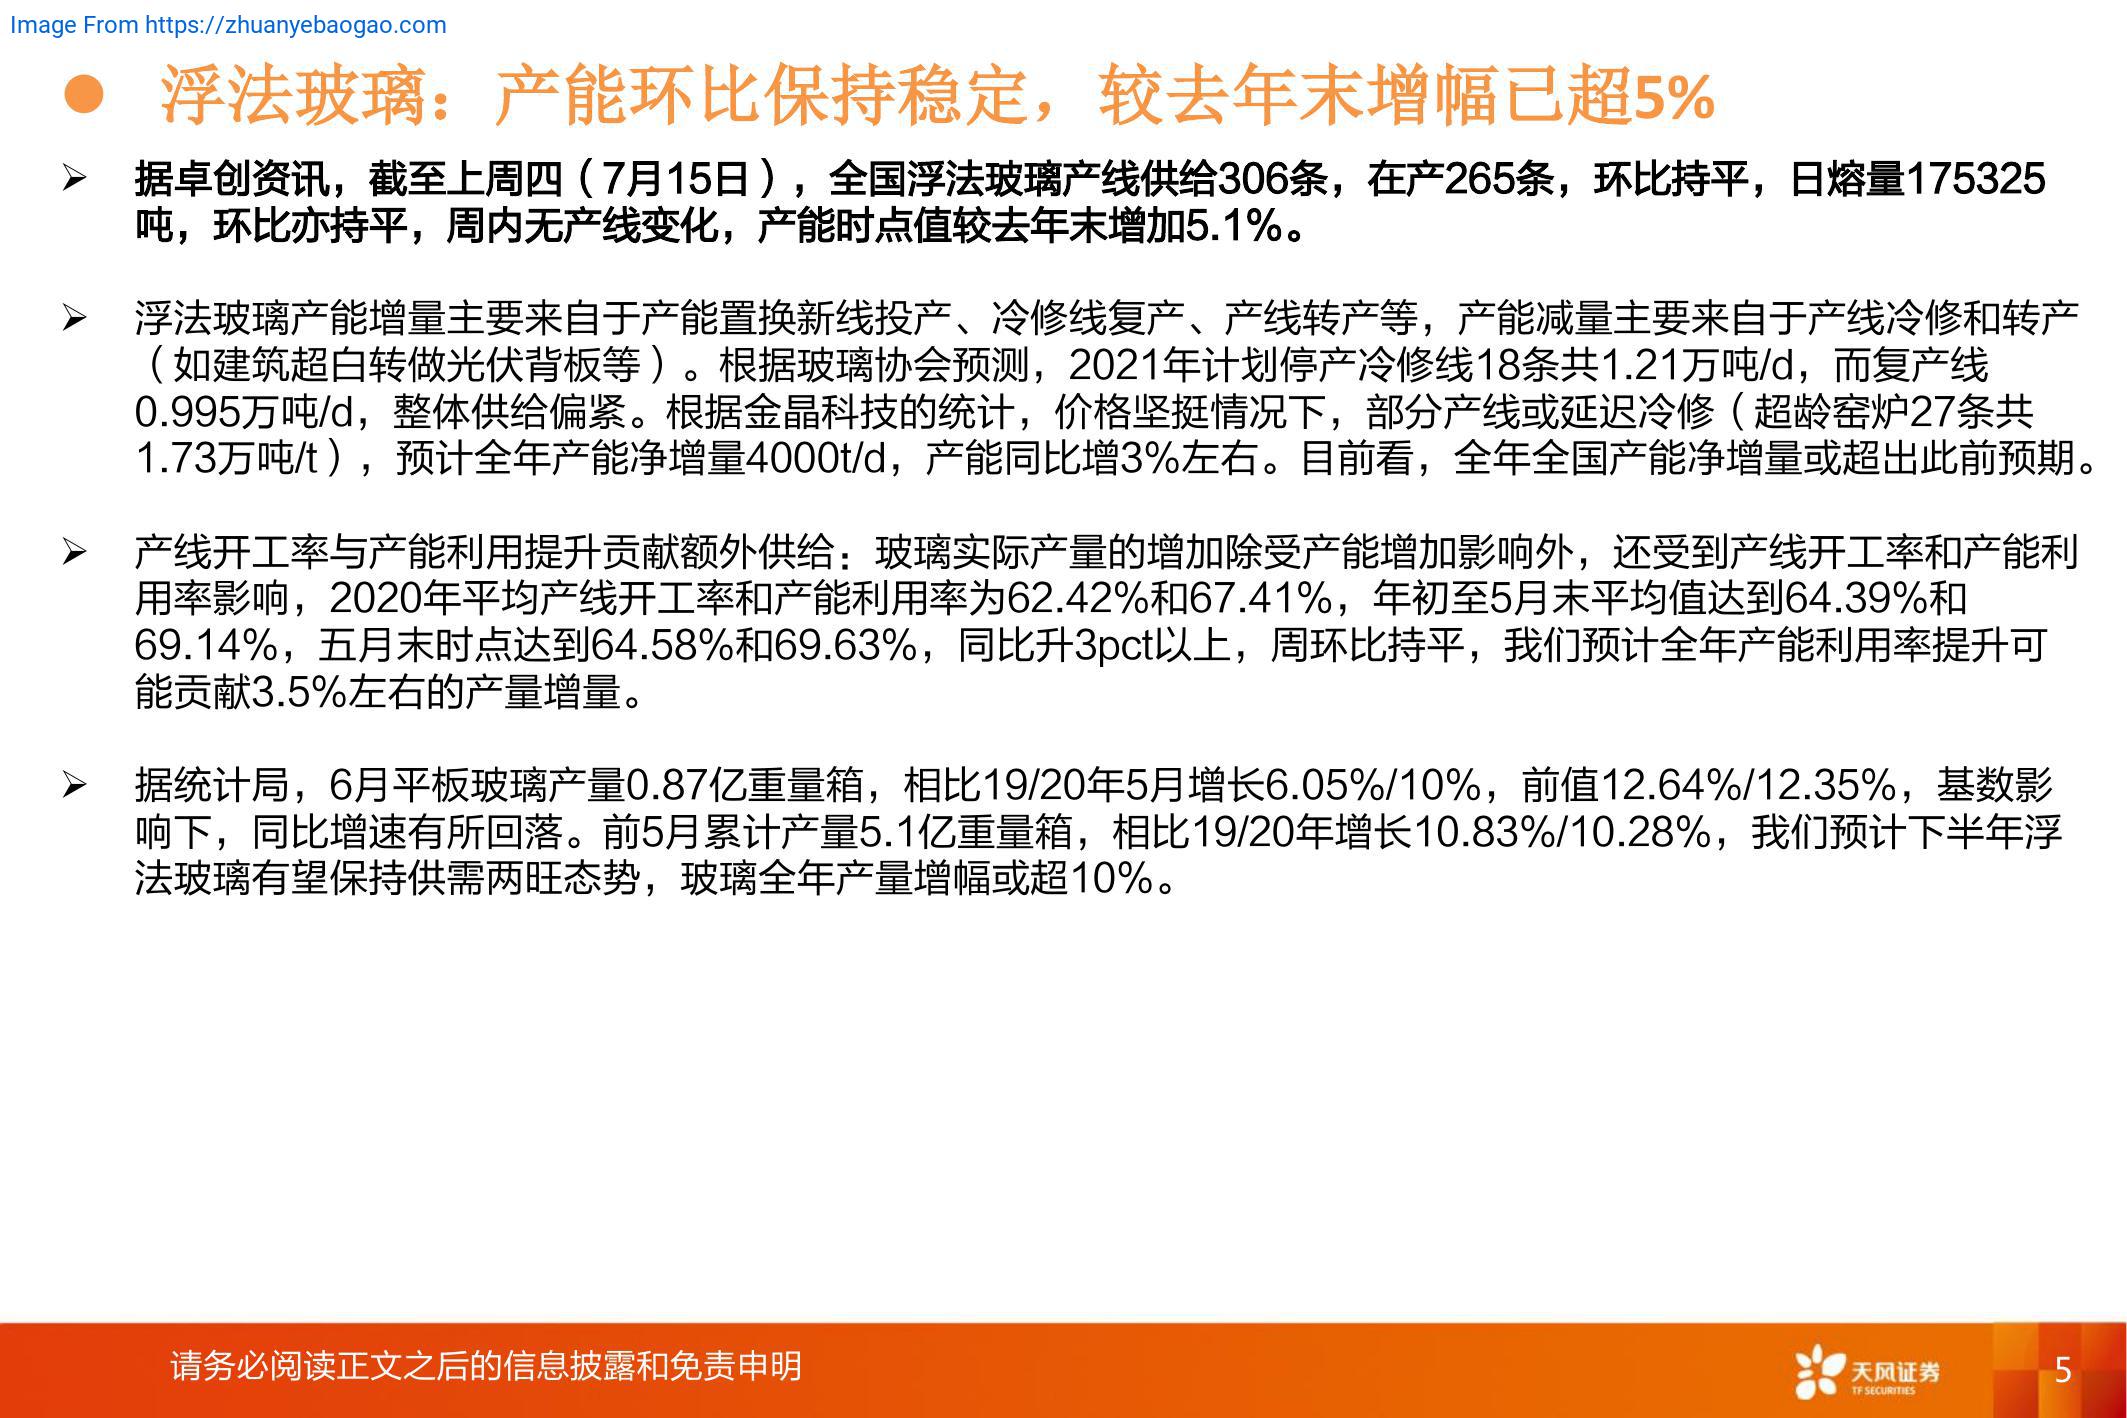 Image From https://zhuanyebaogao.com
● 浮法玻璃：产能环比保持稳定，较去年末增幅已超5%
➢ 据卓创资讯，截至上周四（7月15日），全国浮法玻璃产线供给306条，在产265条，环比持平，日熔量175325
吨，环比亦持平，周内无产线变化，产能时点值较去年末增加5.1%。
➢ 浮法玻璃产能增量主要来自于产能置换新线投产、冷修线复产、产线转产等，产能减量主要来自于产线冷修和转产
（如建筑超白转做光伏背板等）。根据玻璃协会预测，2021年计划停产冷修线18条共1.21万吨/d，而复产线
0.995万吨/d，整体供给偏紧。根据金晶科技的统计，价格坚挺情况下，部分产线或延迟冷修（超龄窑炉27条共
1.73万吨/t），预计全年产能净增量4000t/d，产能同比增3%左右。目前看，全年全国产能净增量或超出此前预期。
➢ 产线开工率与产能利用提升贡献额外供给：玻璃实际产量的增加除受产能增加影响外，还受到产线开工率和产能利
用率影响，2020年平均产线开工率和产能利用率为62.42%和67.41%，年初至5月末平均值达到64.39%和
69.14%，五月末时点达到64.58%和69.63%，同比升3pct以上，周环比持平，我们预计全年产能利用率提升可
能贡献3.5%左右的产量增量。
➢ 据统计局，6月平板玻璃产量0.87亿重量箱，相比19/20年5月增长6.05%/10%，前值12.64%/12.35%，基数影
响下，同比增速有所回落。前5月累计产量5.1亿重量箱，相比19/20年增长10.83%/10.28%，我们预计下半年浮
法玻璃有望保持供需两旺态势，玻璃全年产量增幅或超10%。
请务必阅读正文之后的信息披露和免责申明
天风证券
TF SECURITIES
5